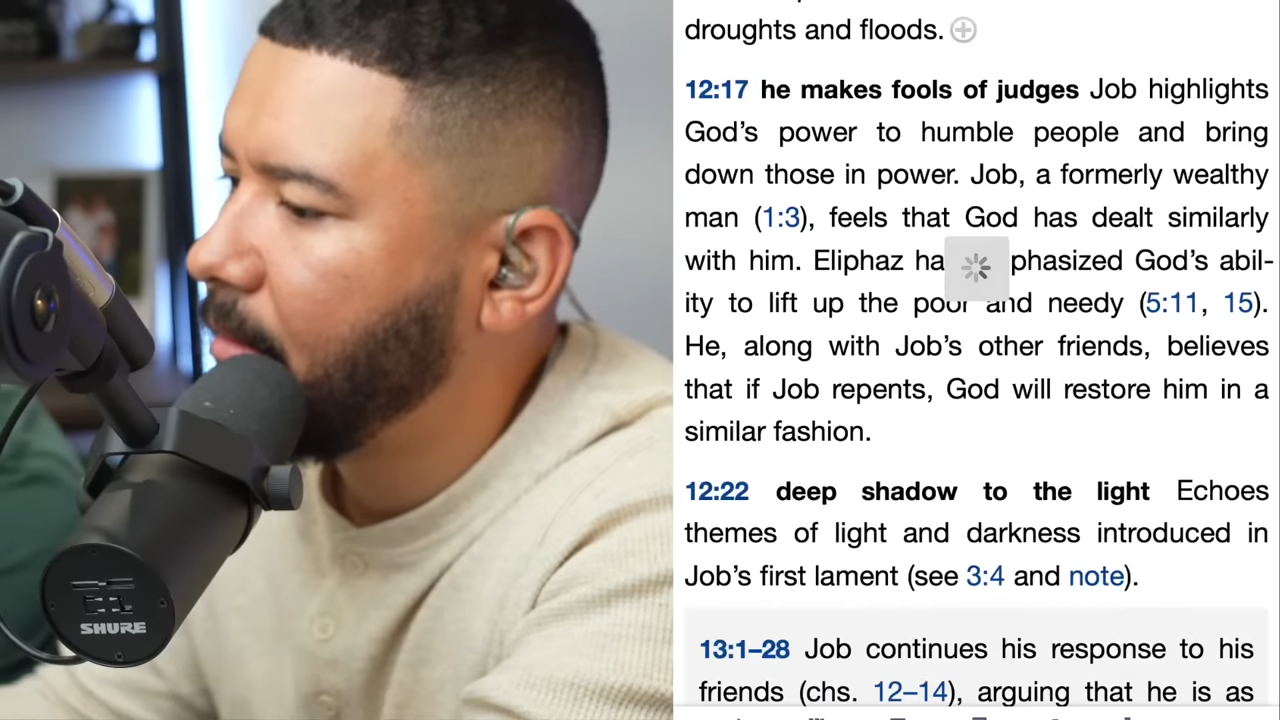 droughts and floods.
12:17 he makes fools of judges Job highlights
God’s power to humble people and bring
down those in power. Job, a formerly wealthy
man (1:3), feels that God has dealt similarly
with him. Eliphaz ha phasized God’s abil-
ity to lift up the poor and needy (5:11, 15).
He, along with Job’s other friends, believes
that if Job repents, God will restore him in a
similar fashion.
12:22 deep shadow to the light Echoes
themes of light and darkness introduced in
Job’s first lament (see 3:4 and note).
13:1–28 Job continues his response to his
friends (chs. 12–14), arguing that he is as
SHURE